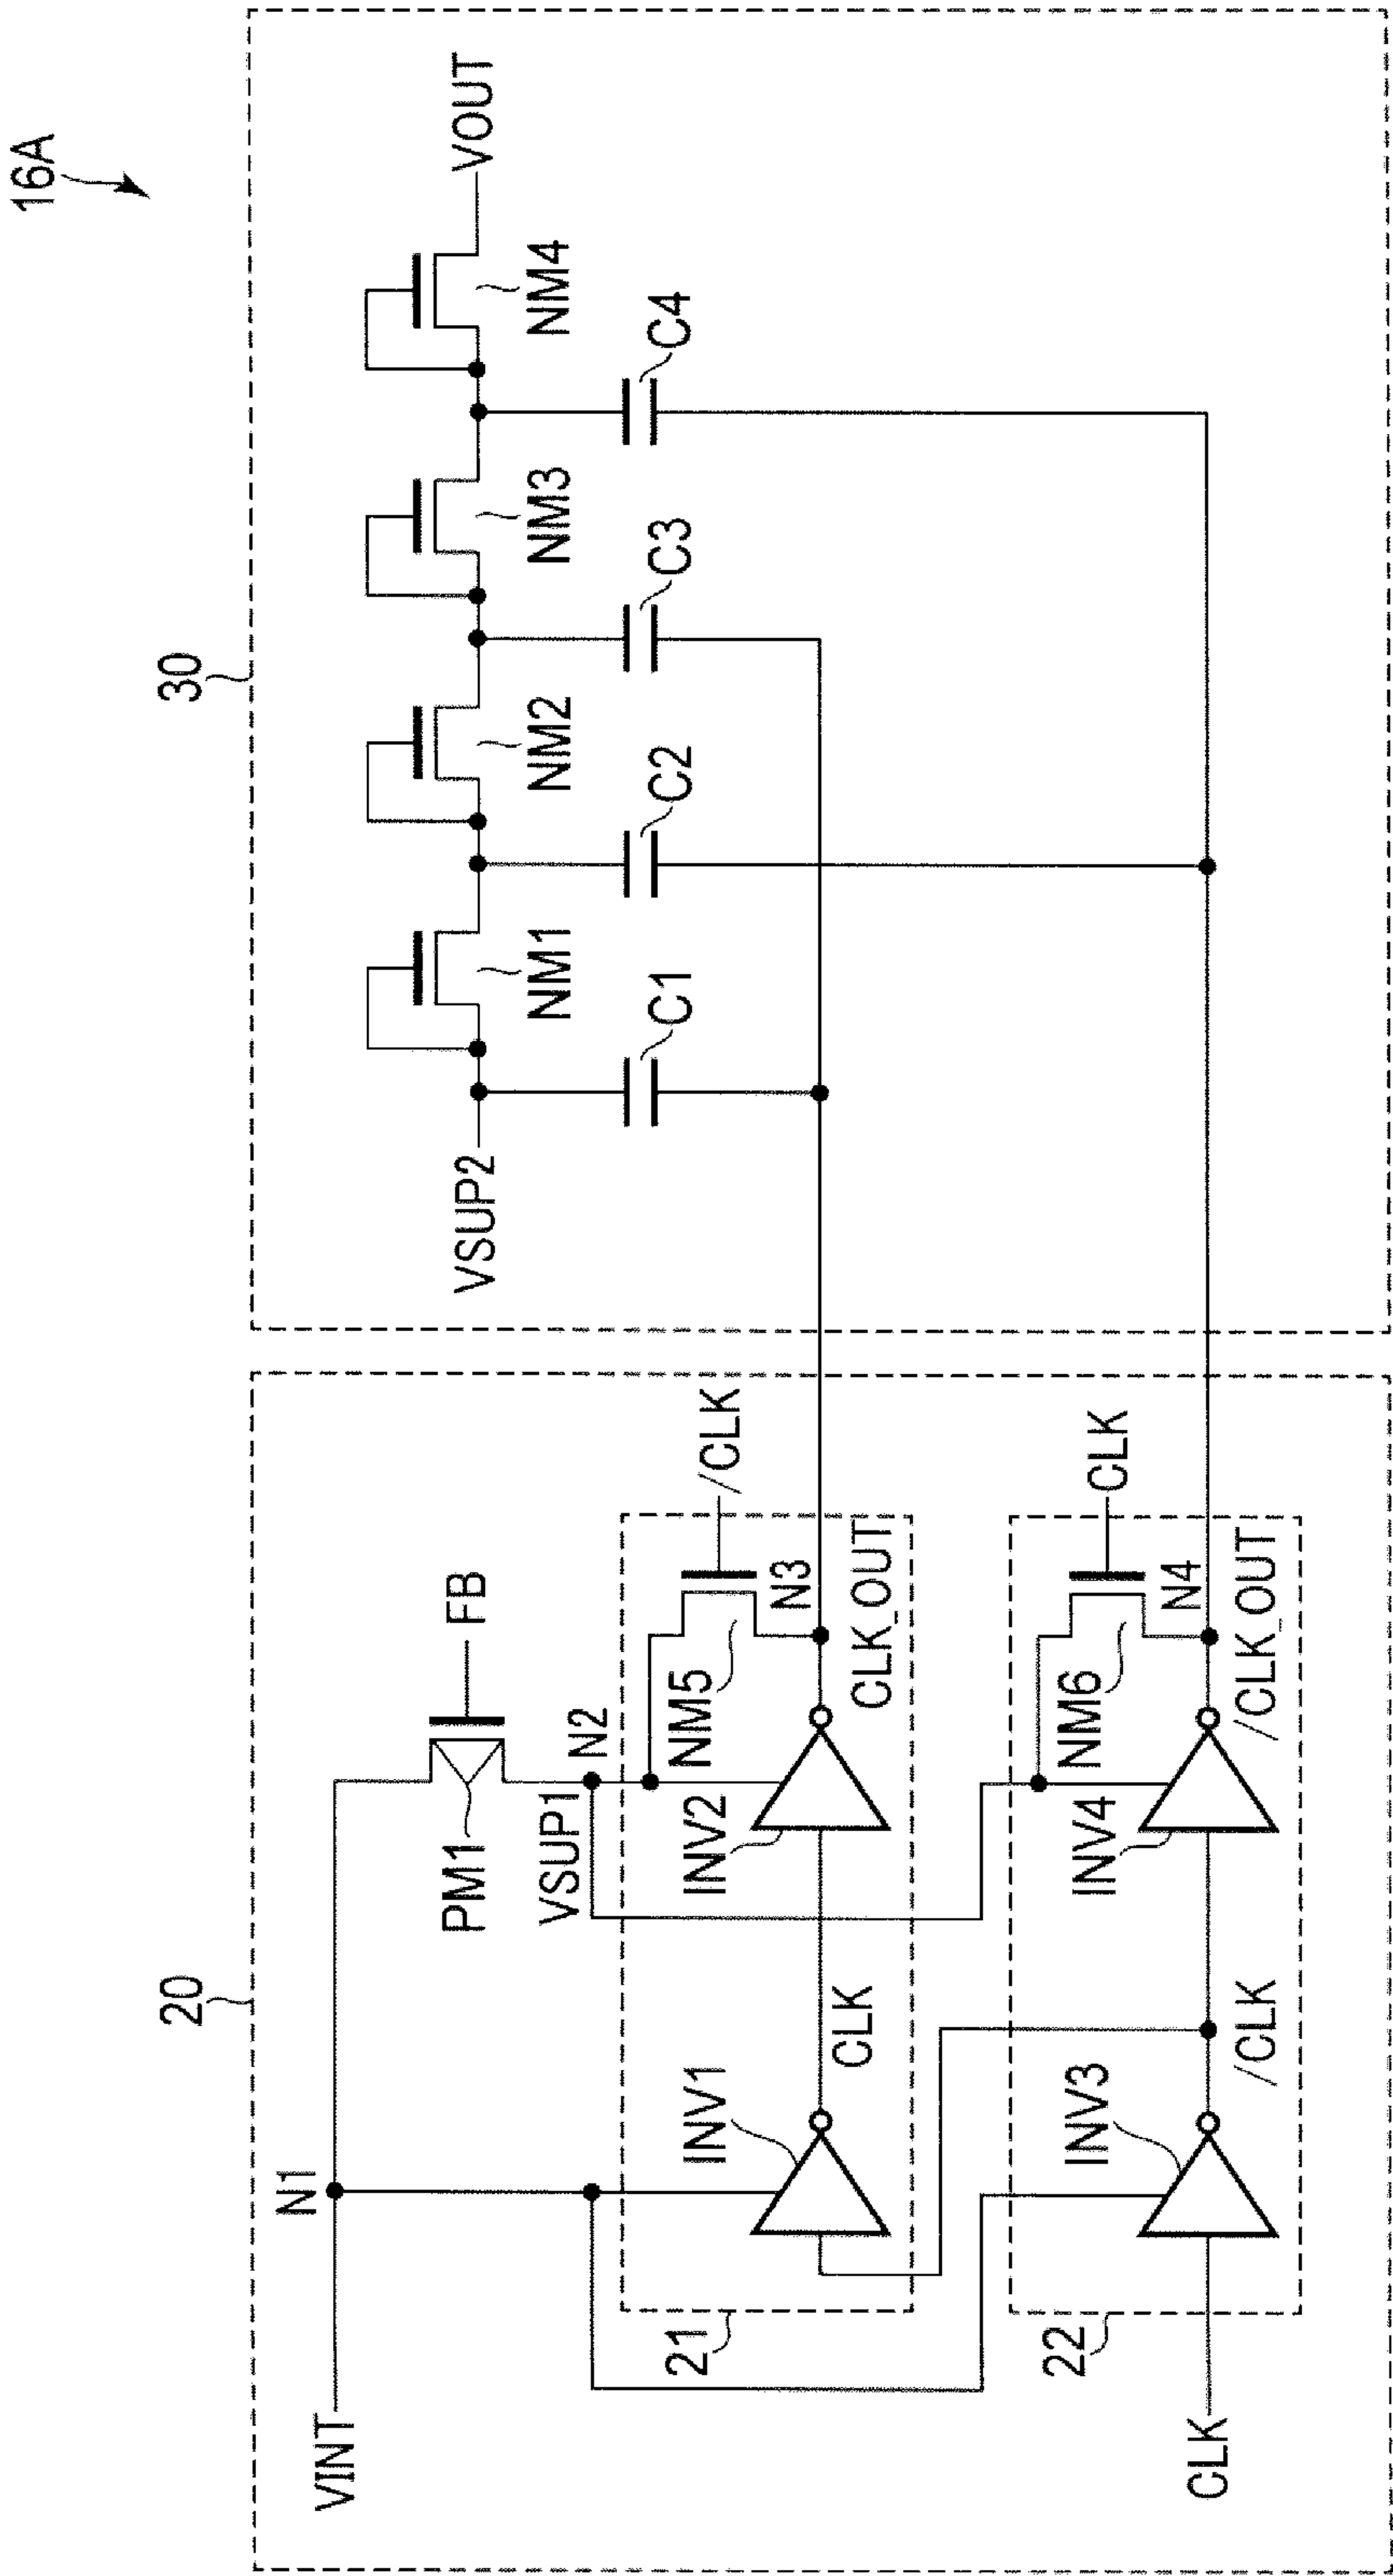 16A
20
30
VINT
N1
PM1
FB
VSUP1
N2
21
INV1
CLK
INV2
NM5
/CLK
N3
CLK_OUT
22
CLK
INV3
/CLK
INV4
NM6
CLK
N4
/CLK_OUT
VSUP2
NM1
NM2
NM3
NM4
VOUT
C1
C2
C3
C4